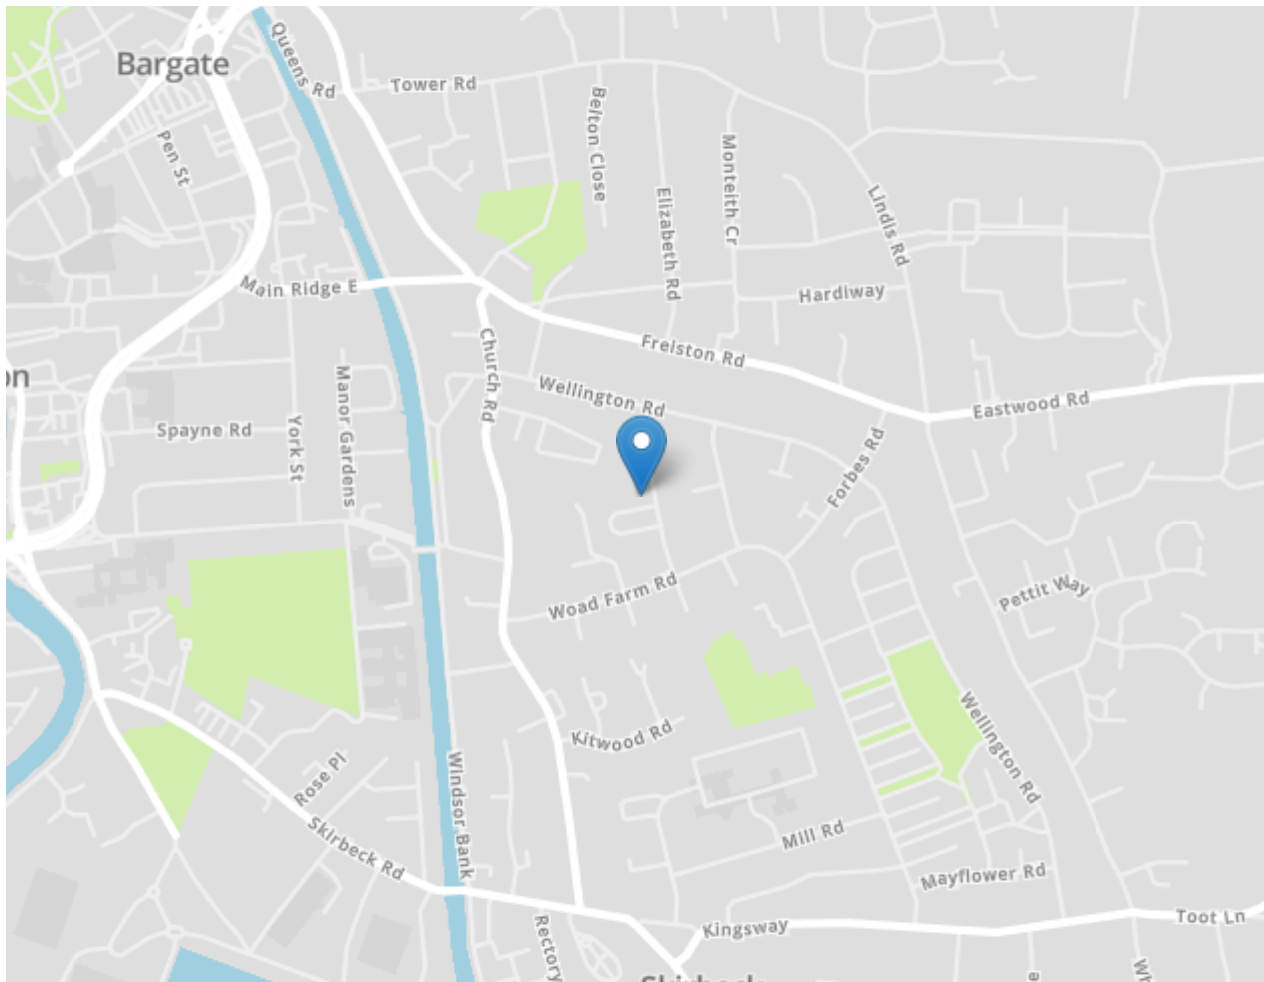 Bargate
Queens Rd
Tower Rd
Belton Close
Pen St
Monteith Cr
Elizabeth Rd
Lindis Rd
Main Ridge E
Hardiway
Church Rd
Freiston Rd
on
Manor Gardens
Wellington Rd
Eastwood Rd
York St
Spayne Rd
Forbes Rd
Woad Farm Rd
Pettit Way
Kitwood Rd
Wellington Rd
Rose Pl
Windsor Bank
Skirbeck Rd
Mill Rd
Mayflower Rd
Toot Ln
Kingsway
Rectory
Skirbeck
e
Wh